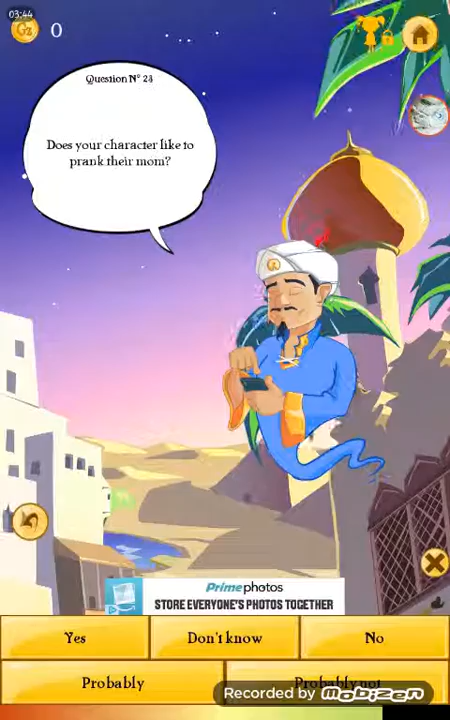 03:44
Gz 0
Question N° 24
Does your character like to
prank their mom?
Prime photos
STORE EVERYONE'S PHOTOS TOGETHER
Yes
Don't know
No
Probably
Probably not
Recorded by Mobizen